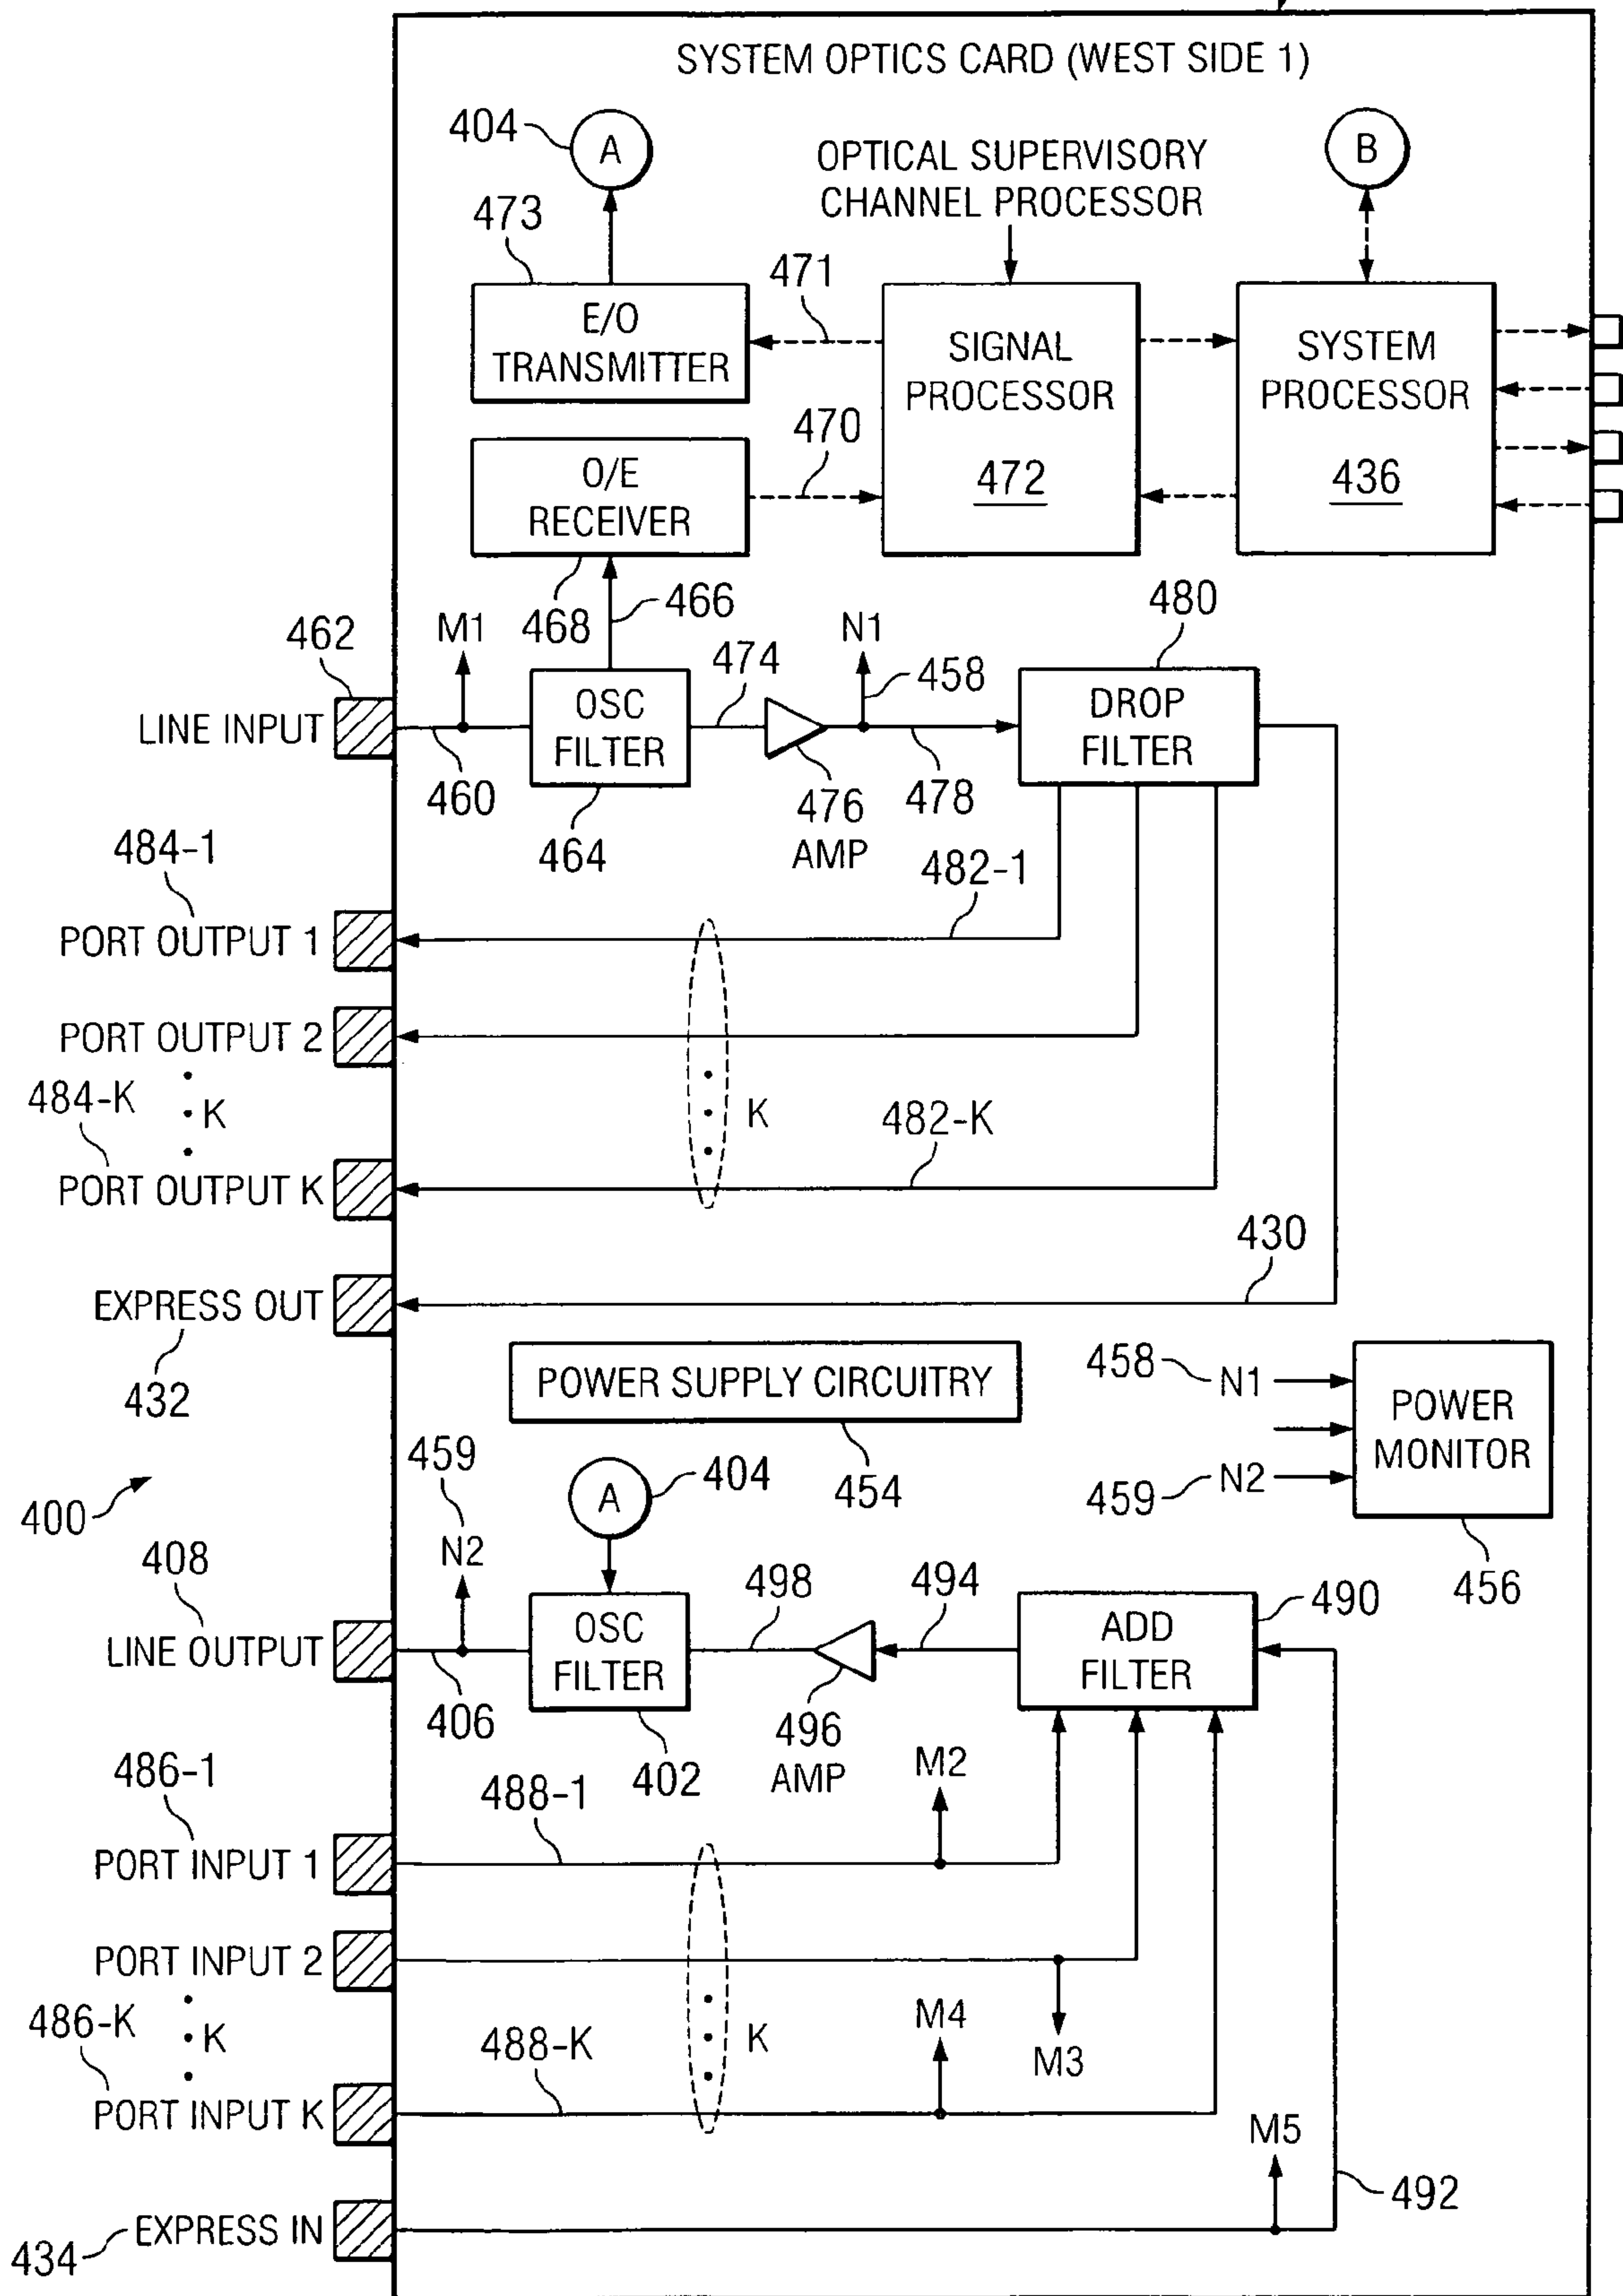 SYSTEM OPTICS CARD (WEST SIDE 1)
404
A
B
OPTICAL SUPERVISORY
CHANNEL PROCESSOR
473
471
E/O
TRANSMITTER
SIGNAL
PROCESSOR
472
SYSTEM
PROCESSOR
436
470
O/E
RECEIVER
468
466
480
462
M1
474
N1
458
LINE INPUT
OSC
FILTER
DROP
FILTER
460
464
476
AMP
478
484-1
482-1
PORT OUTPUT 1
PORT OUTPUT 2
484-K
K
K
482-K
PORT OUTPUT K
430
EXPRESS OUT
432
POWER SUPPLY CIRCUITRY
454
458
N1
459
N2
POWER
MONITOR
456
400
459
N2
A
404
408
498
494
490
LINE OUTPUT
OSC
FILTER
ADD
FILTER
406
402
496
AMP
486-1
488-1
M2
PORT INPUT 1
PORT INPUT 2
486-K
K
K
488-K
M4
M3
PORT INPUT K
M5
492
434
EXPRESS IN